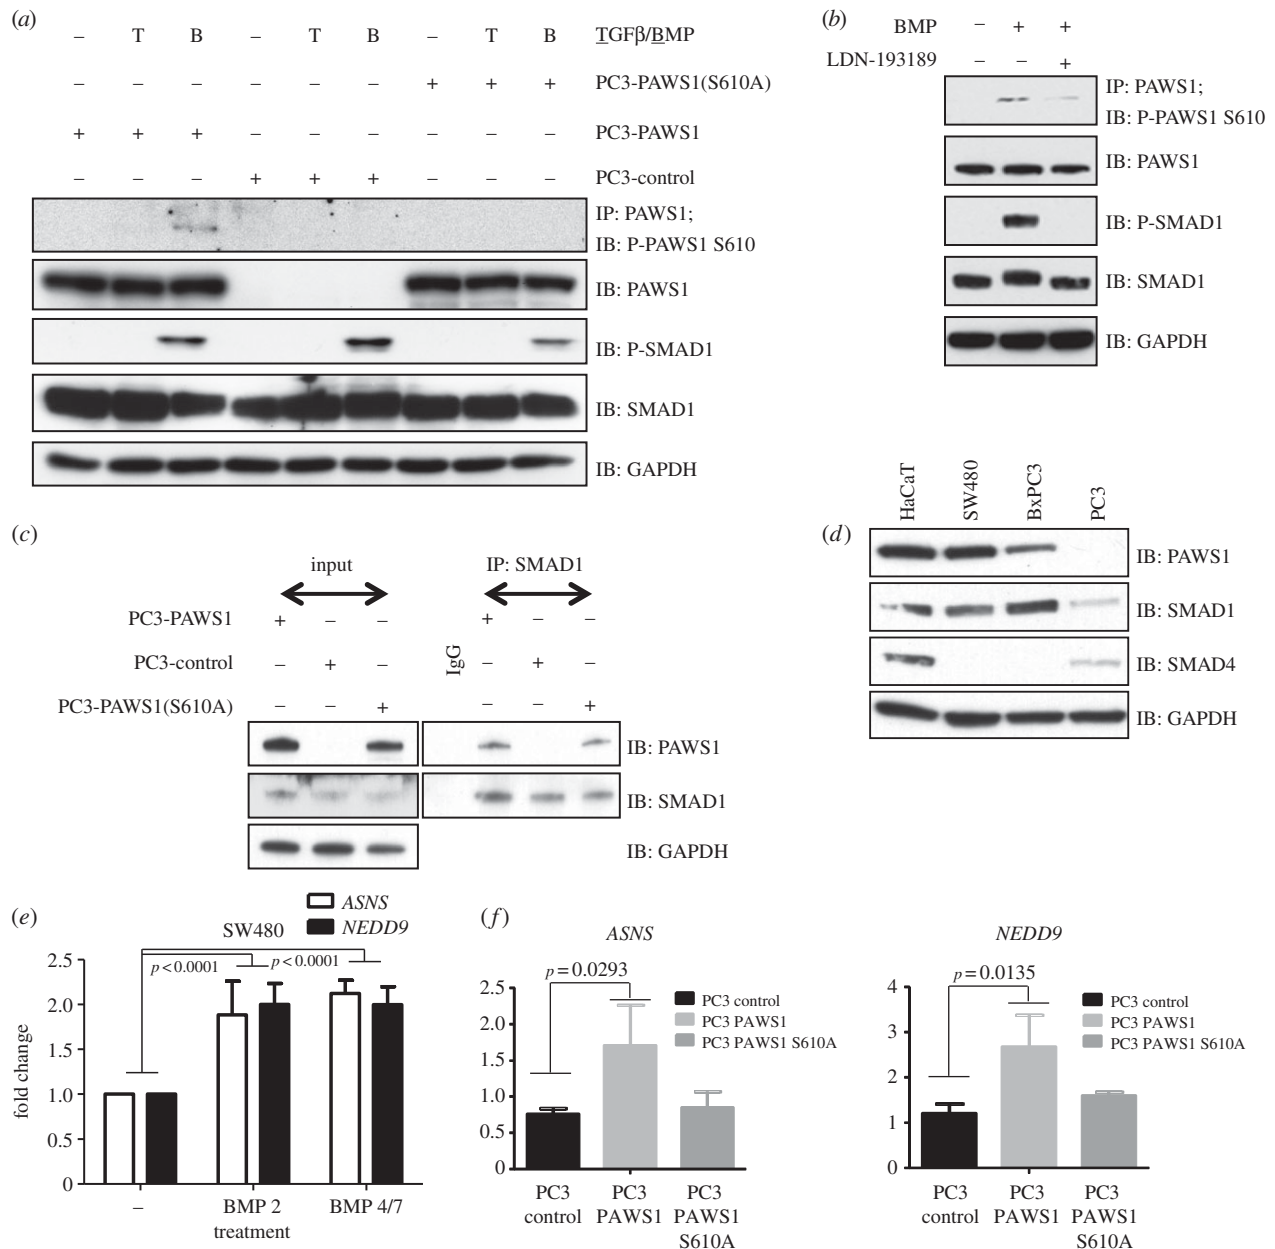 (a)
– T B – T B – T B TGFβ/BMP
– – – – – – + + + PC3-PAWS1(S610A)
+ + + – – – – – – PC3-PAWS1
– – – + + + – – – PC3-control
IP: PAWS1;
IB: P-PAWS1 S610
IB: PAWS1
IB: P-SMAD1
IB: SMAD1
IB: GAPDH
(b)
BMP – + +
LDN-193189 – – +
IP: PAWS1;
IB: P-PAWS1 S610
IB: PAWS1
IB: P-SMAD1
IB: SMAD1
IB: GAPDH
(c)
input IP: SMAD1
PC3-PAWS1 + – – + – –
PC3-control – + – IgG – + –
PC3-PAWS1(S610A) – – + – – +
IB: PAWS1
IB: SMAD1
IB: GAPDH
(d)
HaCaT SW480 BxPC3 PC3
IB: PAWS1
IB: SMAD1
IB: SMAD4
IB: GAPDH
(e)
ASNS
NEDD9
SW480
p < 0.0001 p < 0.0001
fold change
2.5
2.0
1.5
1.0
0.5
0
– BMP 2 BMP 4/7
treatment
(f)
ASNS
p = 0.0293
2.5
2.0
1.5
1.0
0.5
0
PC3 control
PC3 PAWS1
PC3 PAWS1 S610A
PC3 PC3 PC3
control PAWS1 PAWS1
S610A
NEDD9
p = 0.0135
4
3
2
1
0
PC3 control
PC3 PAWS1
PC3 PAWS1 S610A
PC3 PC3 PC3
control PAWS1 PAWS1
S610A